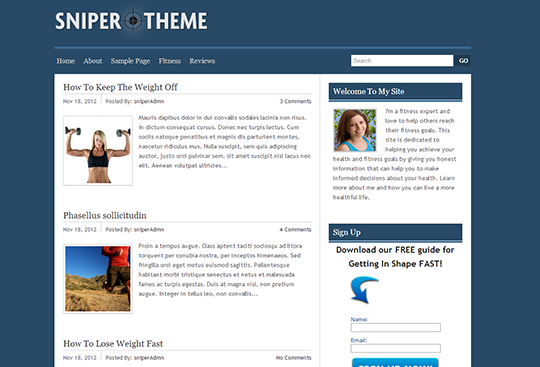 SNIPER THEME
Home About Sample Page Fitness Reviews
Search GO
How To Keep The Weight Off
Nov 18, 2012 Posted By: sniperAdmin 3 Comments
Mauris dapibus dolor in dui convallis sodales lacinia non risus.
In dictum consequat cursus. Donec nec turpis lectus. Cum
sociis natoque penatibus et magnis dis parturient montes,
nascetur ridiculus mus. Nulla suscipit, sem quis adipiscing
auctor, justo orci pulvinar sem, sit amet suscipit nisi lacus nec
elit. Aenean volutpat ultricies...
Phasellus sollicitudin
Nov 18, 2012 Posted By: sniperAdmin 4 Comments
Proin a tempus augue. Class aptent taciti sociosqu ad litora
torquent per conubia nostra, per inceptos himenaeos. Sed
fringilla orci eget metus euismod sagittis. Pellentesque
habitant morbi tristique senectus et netus et malesuada
fames ac turpis egestas. Duis at magna nisi, non pretium
augue. Integer in tellus leo, non convallis...
How To Lose Weight Fast
Nov 18, 2012 Posted By: sniperAdmin No Comments
Welcome To My Site
I'm a fitness expert and
love to help others reach
their fitness goals. This
site is dedicated to
helping you achieve your
health and fitness goals by giving you honest
information that can help you to make
informed decisions about your health. Learn
more about me and how you can live a more
healthful life.
Sign Up
Download our FREE guide for
Getting In Shape FAST!
Name:
Email:
SIGN UP NOW!